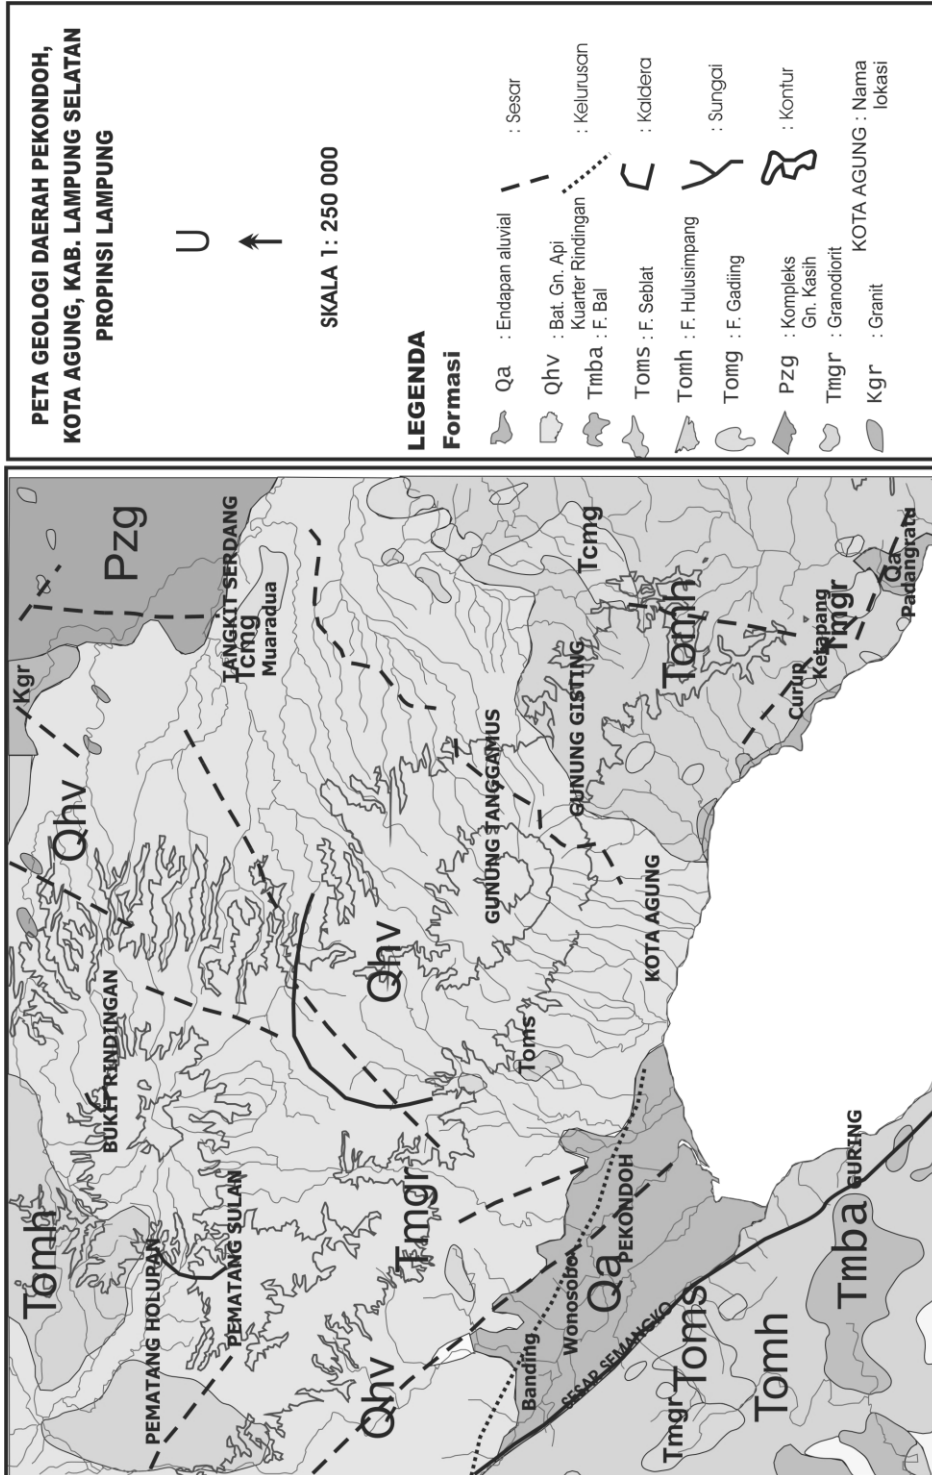 PETA GEOLOGI DAERAH PEKONDOH,
KOTA AGUNG, KAB. LAMPUNG SELATAN
PROPINSI LAMPUNG
U
SKALA 1: 250 000
LEGENDA
Formasi
Qa : Endapan aluvial
Qhv : Bat. Gn. Api
Kuarter Rindingan
Tmba : F. Bal
Toms : F. Seblat
Tomh : F. Hulusimpang
Tomg : F. Gadiing
Pzg : Kompleks
Gn. Kasih
Tmgr : Granodiorit
Kgr : Granit
: Sesar
: Kelurusan
: Kaldera
: Sungai
: Kontur
KOTA AGUNG : Nama
lokasi
Tomh
Qhv
Kgr
Pzg
BUKIT RINDINGAN
PEMATANG HOLURAN
PEMATANG SULAN
TANGKIT SERDANG
Tcmg
Muaradua
Qhv
Tmgr
Qhv
GUNUNG TANGGAMUS
Toms
GUNUNG GISTING
Tcmg
Banding
Wonosobo
Qa
PEKONDOH
KOTA AGUNG
Tomh
SESAR SEMANGKO
Tmgr
Toms
Tomh
Tmba
GURING
Curup
Ketapang
Tmgr
Qa
Padangratu